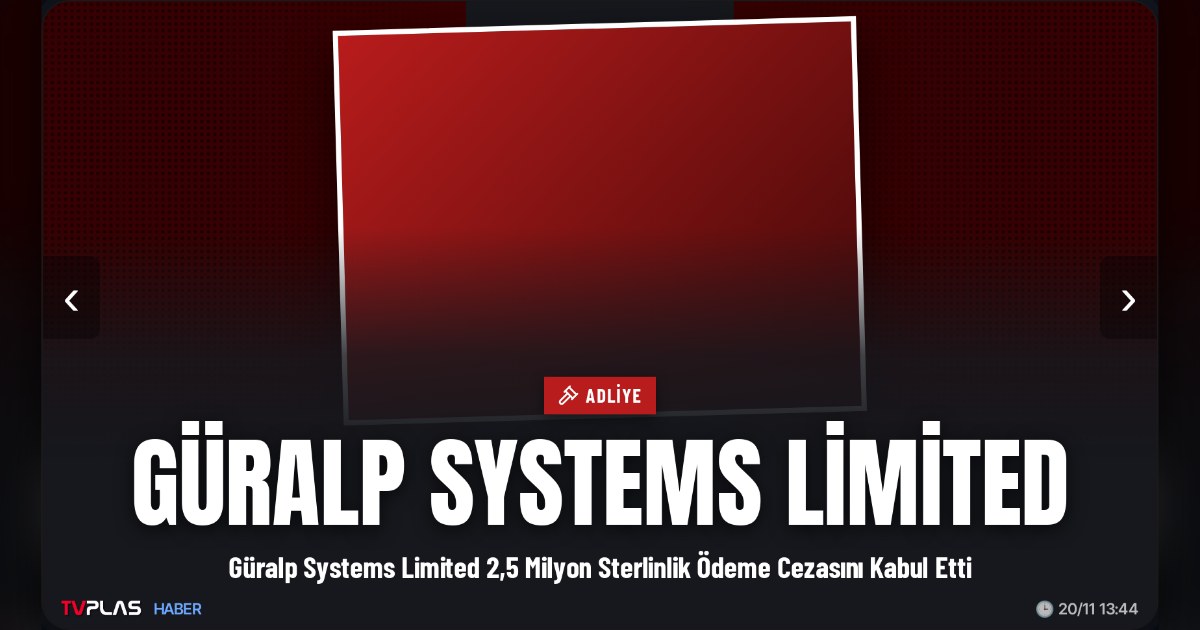 ADLİYE
GÜRALP SYSTEMS LİMİTED
Güralp Systems Limited 2,5 Milyon Sterlinlik Ödeme Cezasını Kabul Etti
TVPLAS HABER
20/11 13:44